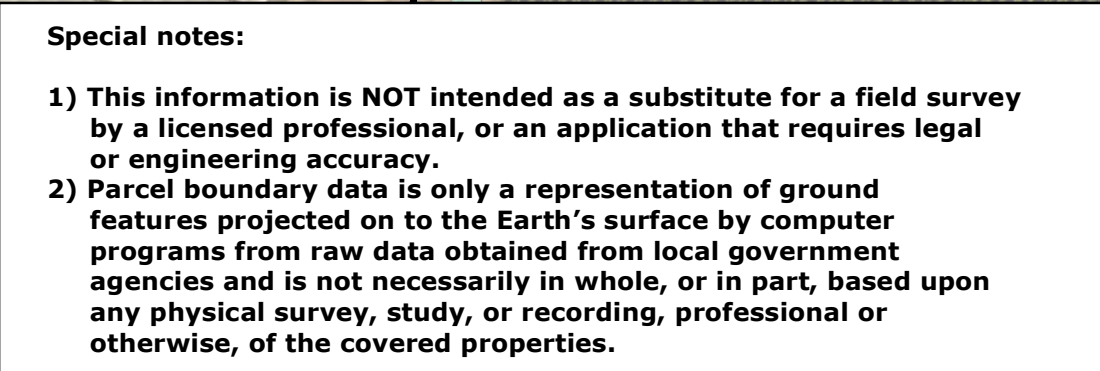 Special notes:
1) This information is NOT intended as a substitute for a field survey
by a licensed professional, or an application that requires legal
or engineering accuracy.
2) Parcel boundary data is only a representation of ground
features projected on to the Earth’s surface by computer
programs from raw data obtained from local government
agencies and is not necessarily in whole, or in part, based upon
any physical survey, study, or recording, professional or
otherwise, of the covered properties.